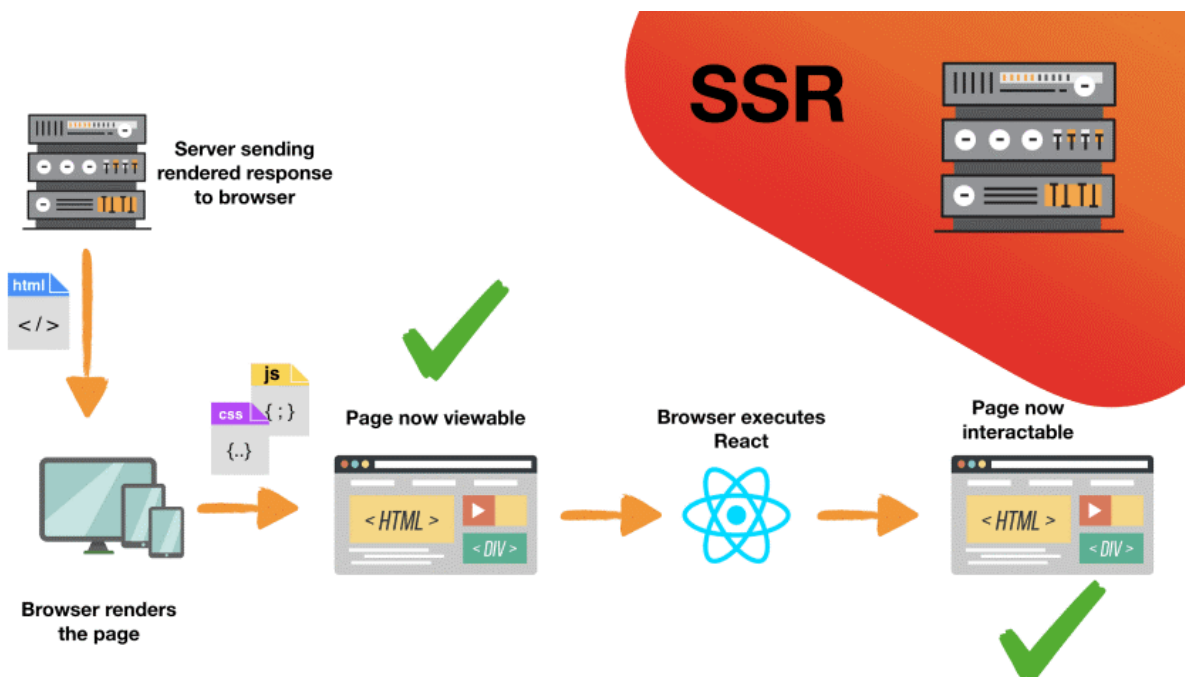 SSR
Server sending
rendered response
to browser
html
</>
js
{ ; }
css
{..}
Page now viewable
Browser executes
React
Page now
interactable
< HTML >
< DIV >
< HTML >
< DIV >
Browser renders
the page